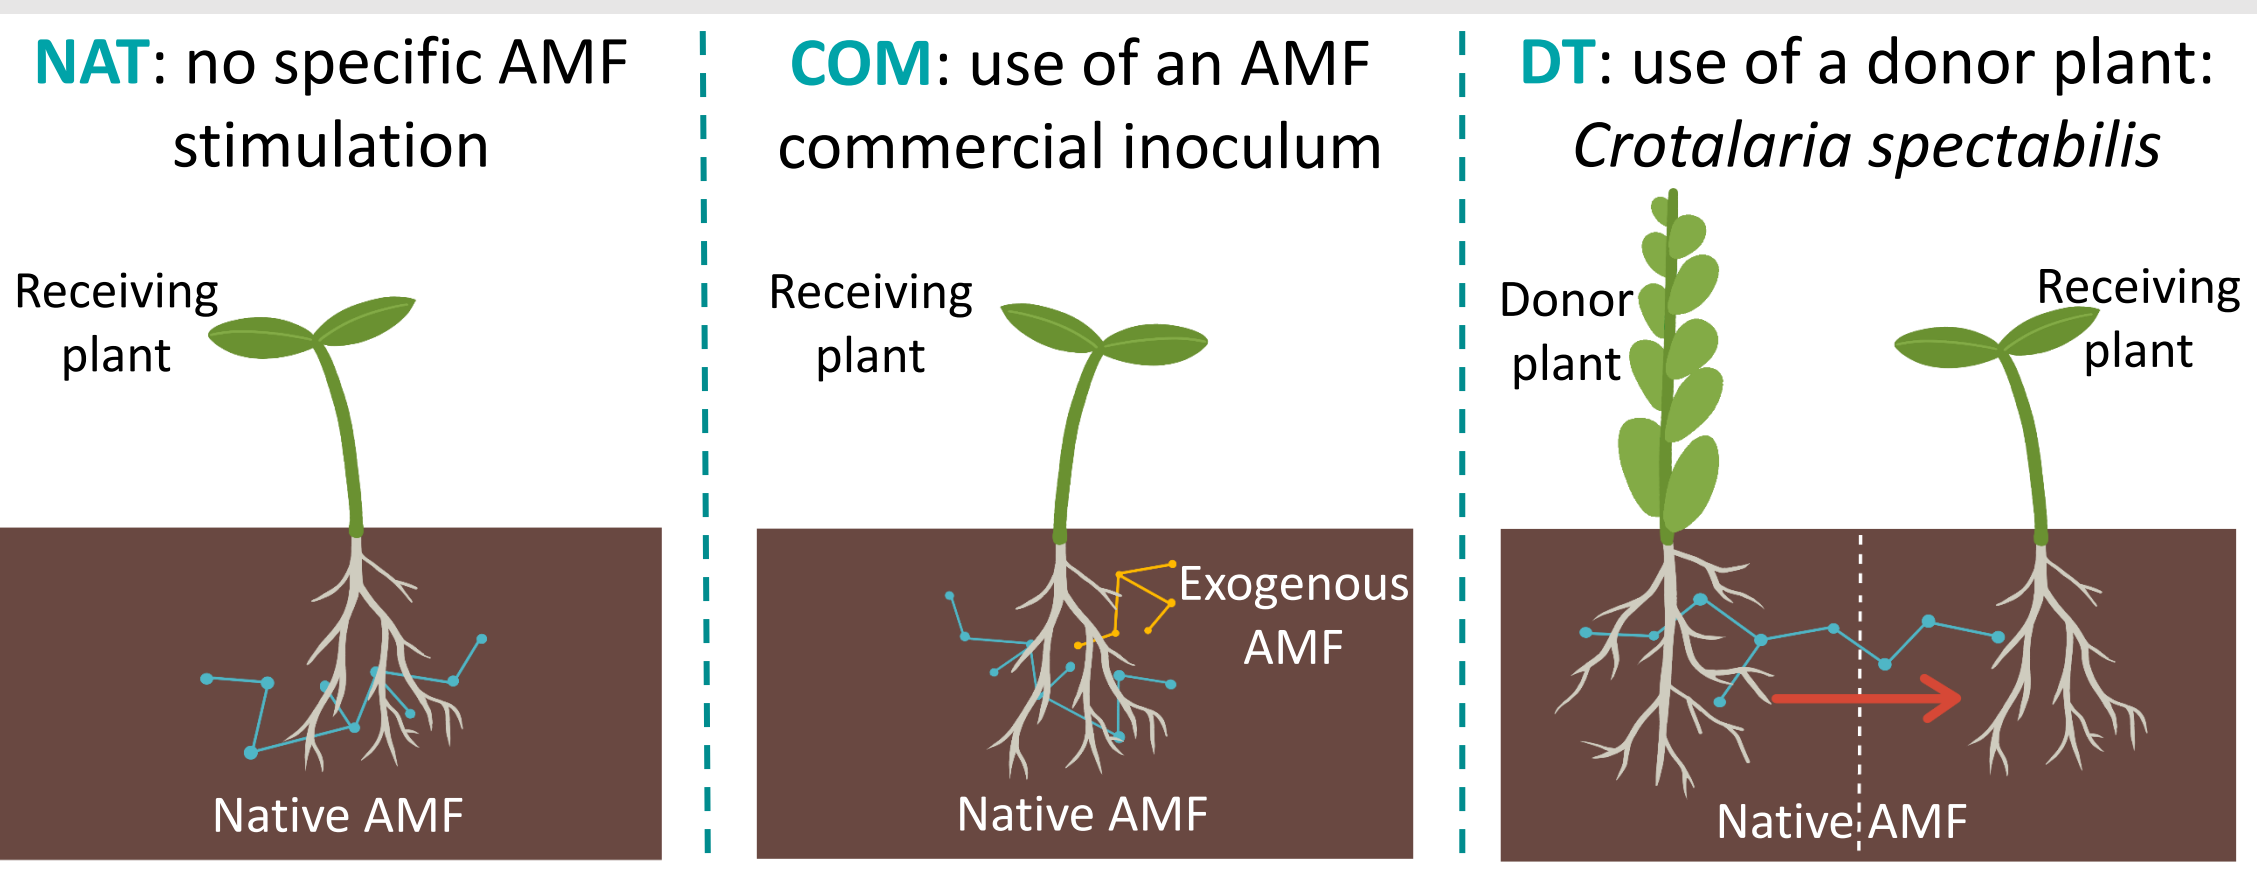 NAT: no specific AMF
stimulation
Receiving
plant
Native AMF
COM: use of an AMF
commercial inoculum
Receiving
plant
Exogenous
AMF
Native AMF
DT: use of a donor plant:
Crotalaria spectabilis
Donor
plant
Receiving
plant
Native AMF